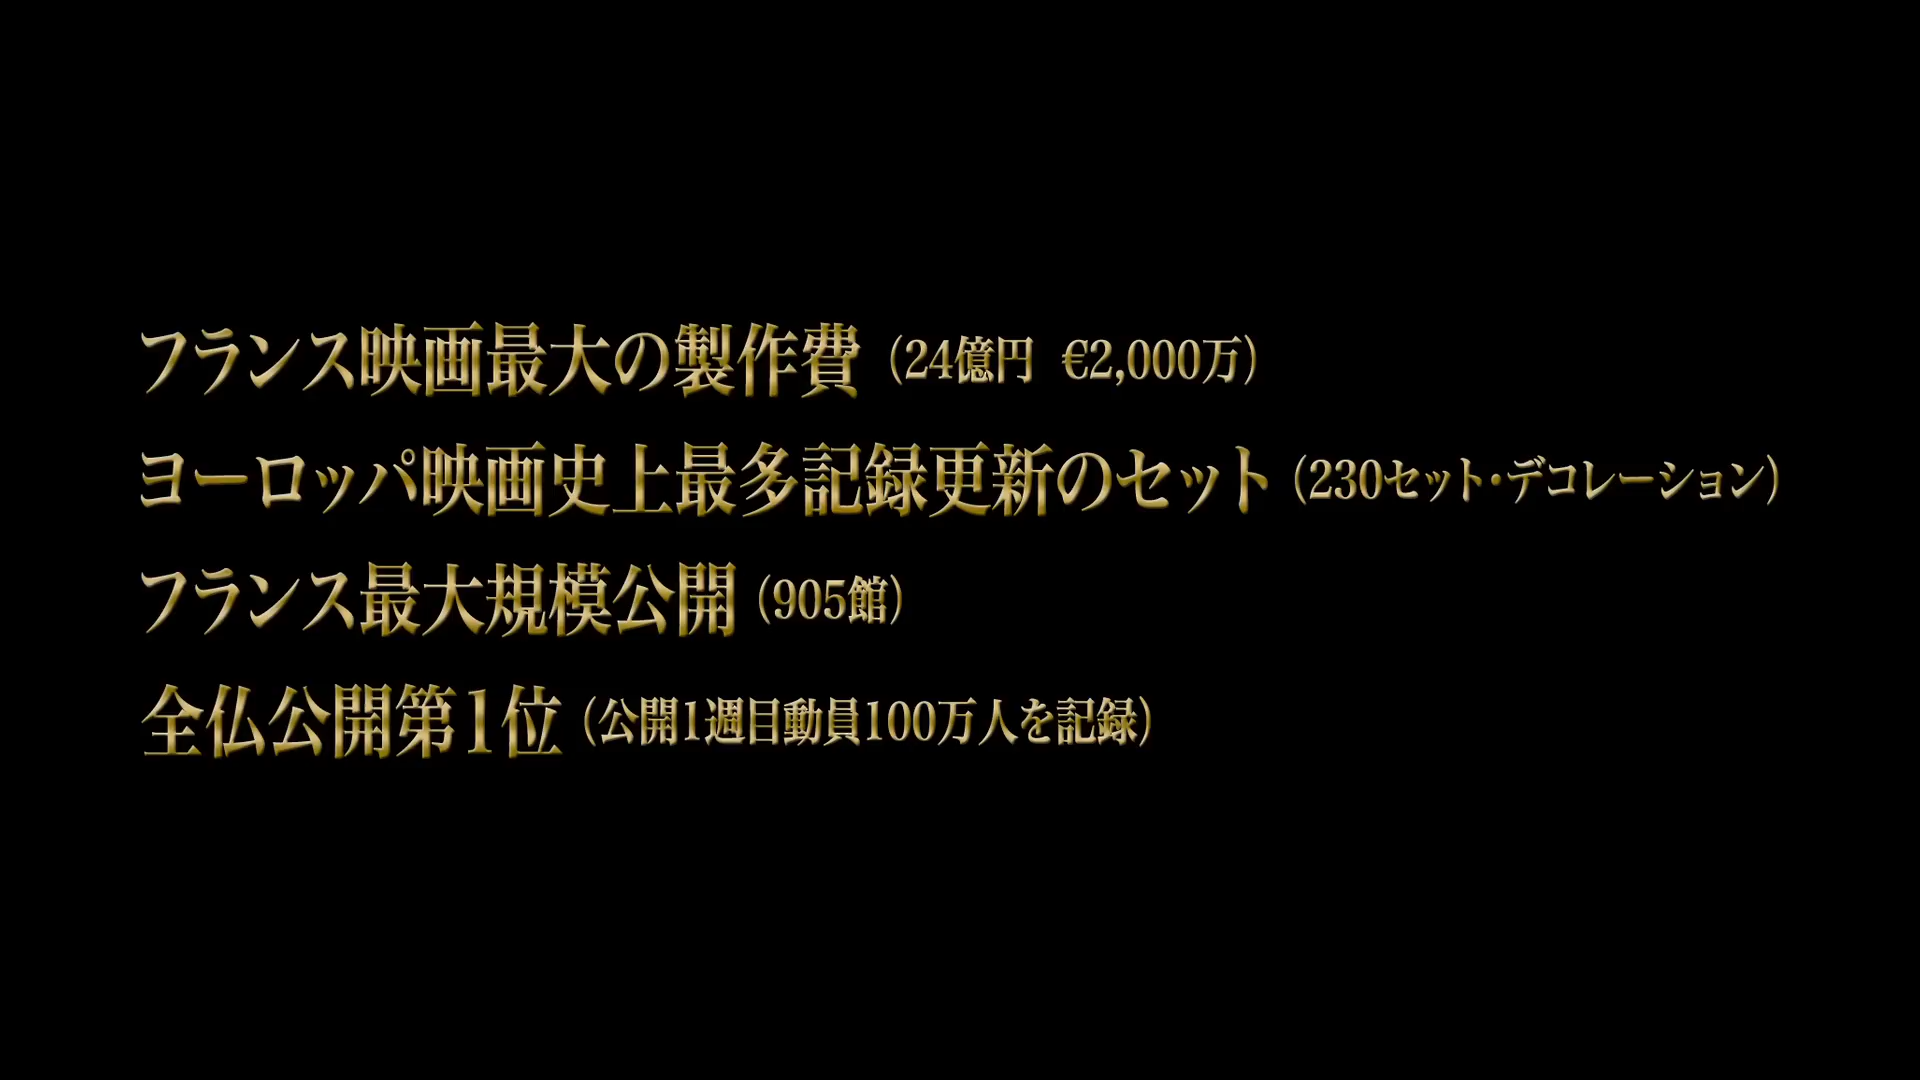 フランス映画最大の製作費（24億円　€2,000万）
ヨーロッパ映画史上最多記録更新のセット（230セット・デコレーション）
フランス最大規模公開（905館）
全仏公開第1位（公開1週目動員100万人を記録）